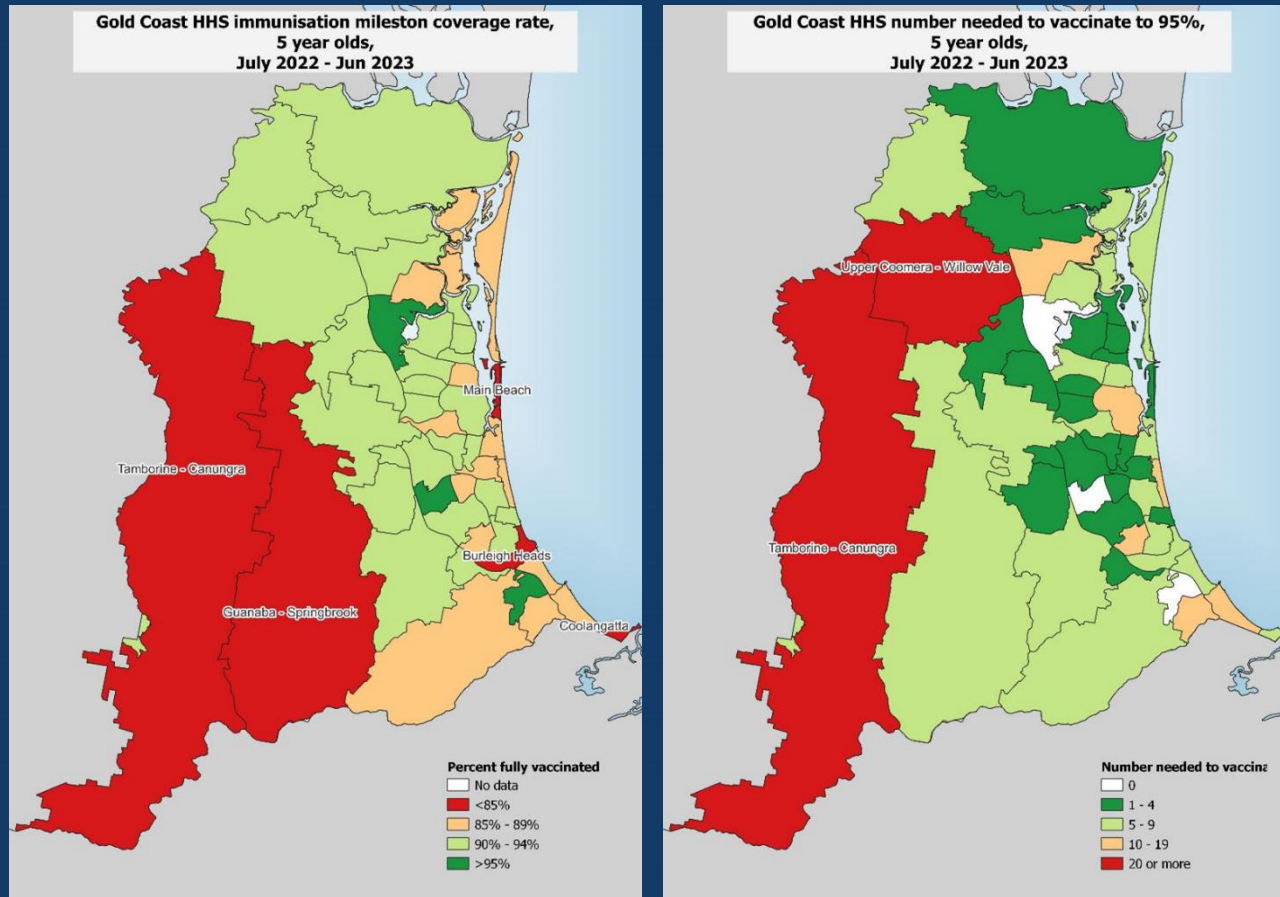 Gold Coast HHS immunisation mileston coverage rate,
5 year olds,
July 2022 - Jun 2023
Main Beach
Tamborine - Canungra
Burleigh Heads
Guanaba - Springbrook
Coolangatta
Percent fully vaccinated
No data
<85%
85% - 89%
90% - 94%
>95%
Gold Coast HHS number needed to vaccinate to 95%,
5 year olds,
July 2022 - Jun 2023
Upper Coomera - Willow Vale
Tamborine - Canungra
Number needed to vaccina
0
1 - 4
5 - 9
10 - 19
20 or more